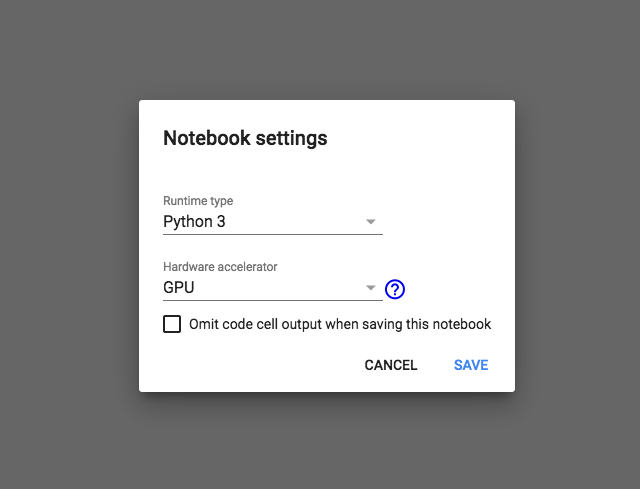 Notebook settings
Runtime type
Python 3
Hardware accelerator
GPU
?
Omit code cell output when saving this notebook
CANCEL SAVE